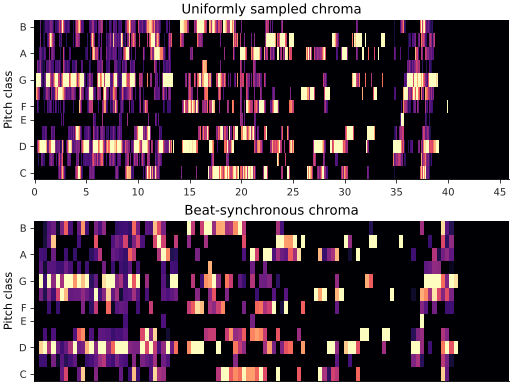 Uniformly sampled chroma
Pitch class
B
A
G
F
E
D
C
0 5 10 15 20 25 30 35 40 45
Beat-synchronous chroma
Pitch class
B
A
G
F
E
D
C